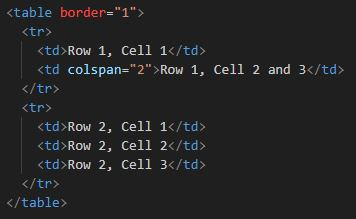 <table border="1">
  <tr>
    <td>Row 1, Cell 1</td>
    <td colspan="2">Row 1, Cell 2 and 3</td>
  </tr>
  <tr>
    <td>Row 2, Cell 1</td>
    <td>Row 2, Cell 2</td>
    <td>Row 2, Cell 3</td>
  </tr>
</table>